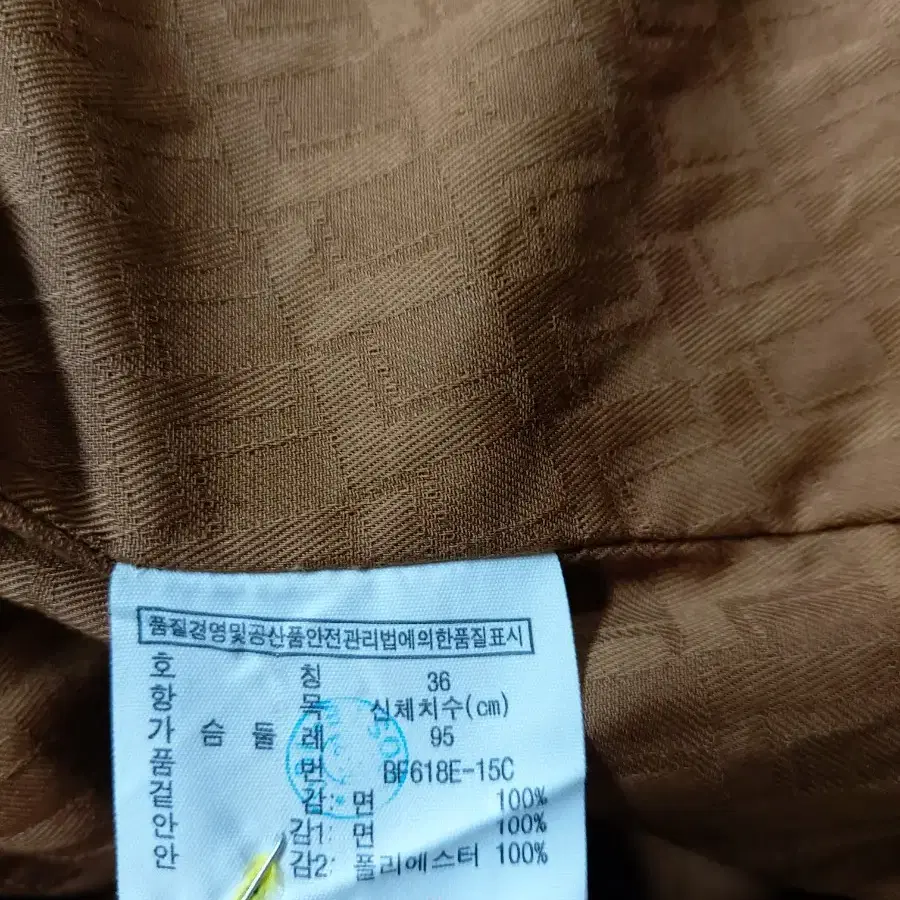 품질경영및공산품안전관리법에의한품질표시
호 칭 36
항 목 신체치수(cm)
가 슴 둘 레 95
품 번 BF618E-15C
겉 감: 면 100%
안 감1: 면 100%
안 감2: 폴리에스터 100%